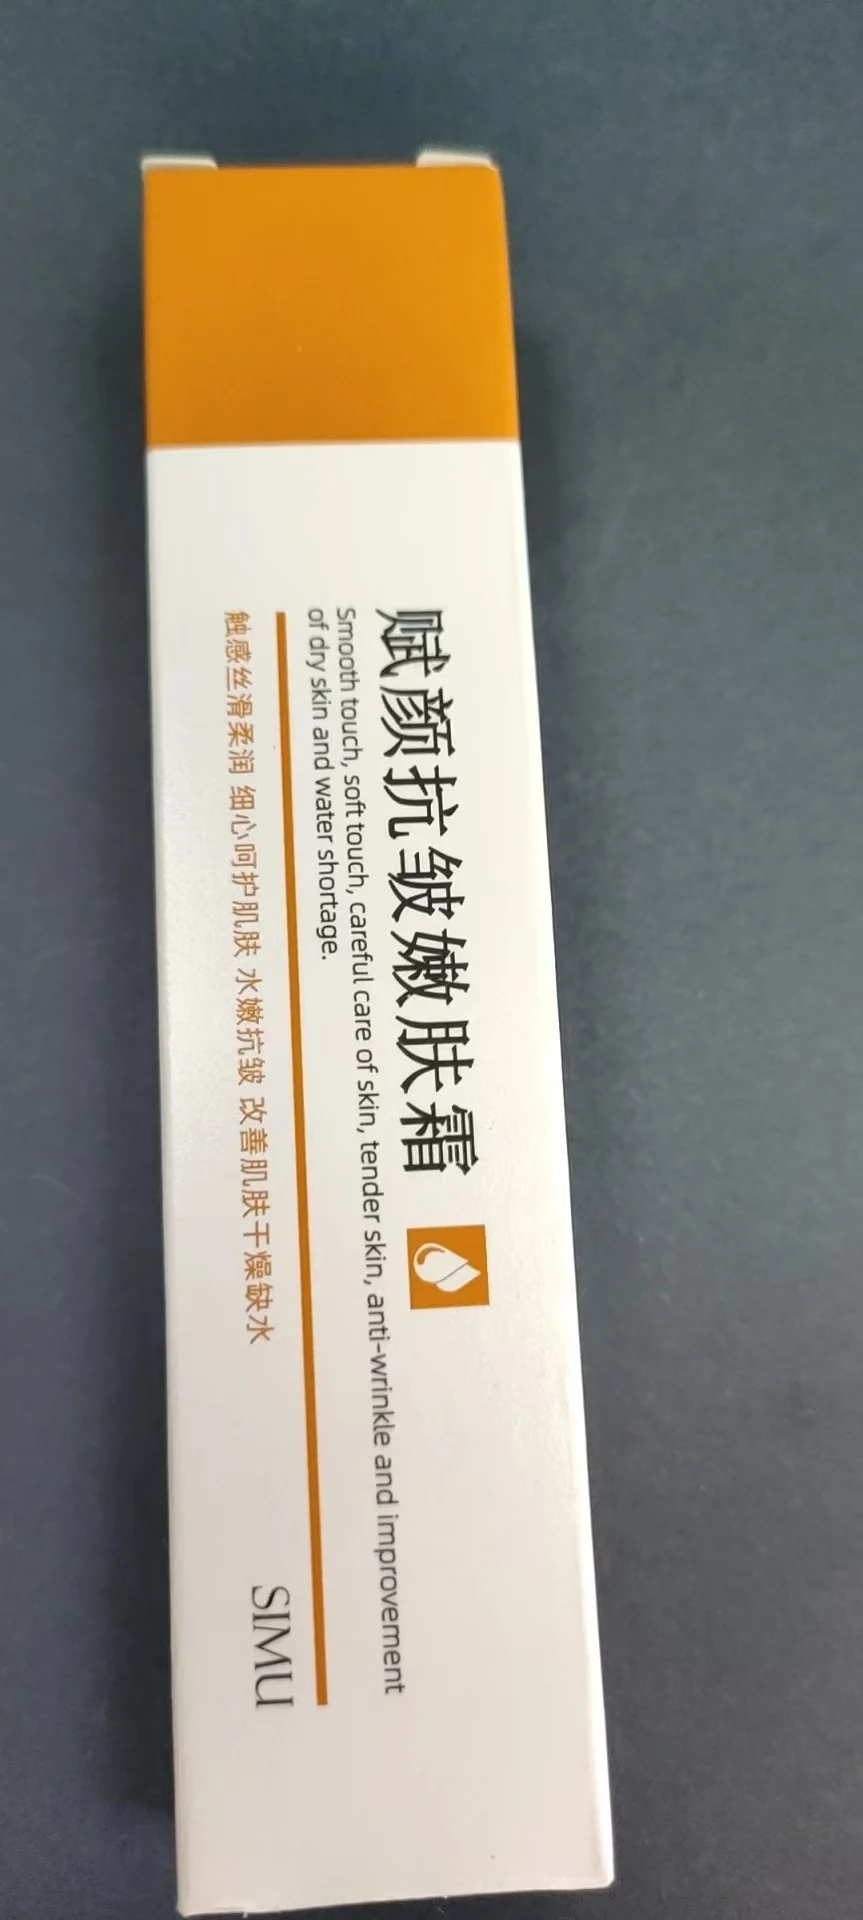 赋颜抗皱嫩肤霜
Smooth touch, soft touch, careful care of skin, tender skin, anti-wrinkle and improvement
of dry skin and water shortage.
触感丝滑柔润 细心呵护肌肤 水嫩抗皱 改善肌肤干燥缺水
SIMU